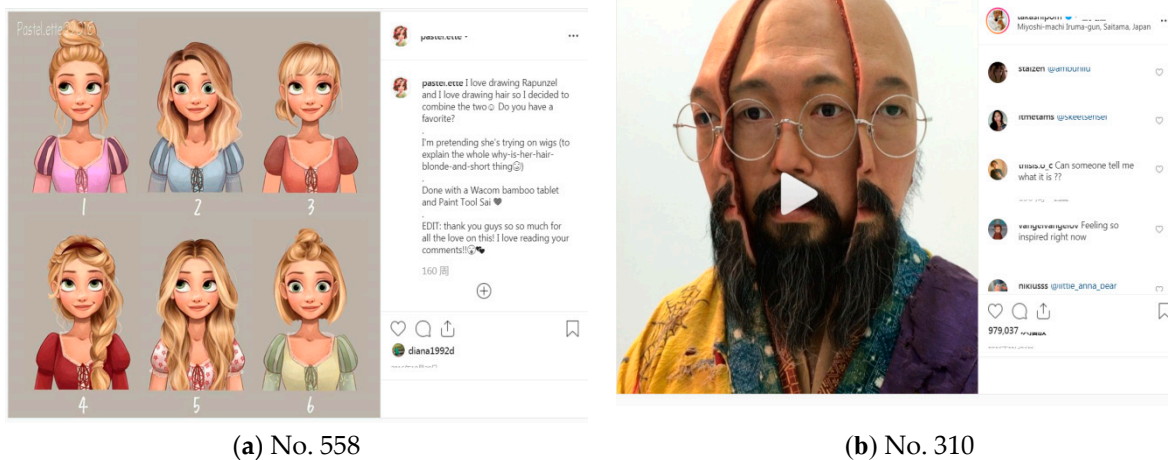 Pastel.ette
pastel.ette
pastel.ette I love drawing Rapunzel
and I love drawing hair so I decided to
combine the two☺ Do you have a
favorite?
.
I'm pretending she's trying on wigs (to
explain the whole why-is-her-hair-
blonde-and-short thing
.
Done with a Wacom bamboo tablet
and Paint Tool Sai ♥
.
EDIT: thank you guys so so much for
all the love on this! I love reading your
comments!!
160 周
diana1992d
1
2
3
4
5
6
(a) No. 558
Miyoshi-machi Iruma-gun, Saitama, Japan
Can someone tell me
what it is ??
Feeling so
inspired right now
979,037
(b) No. 310